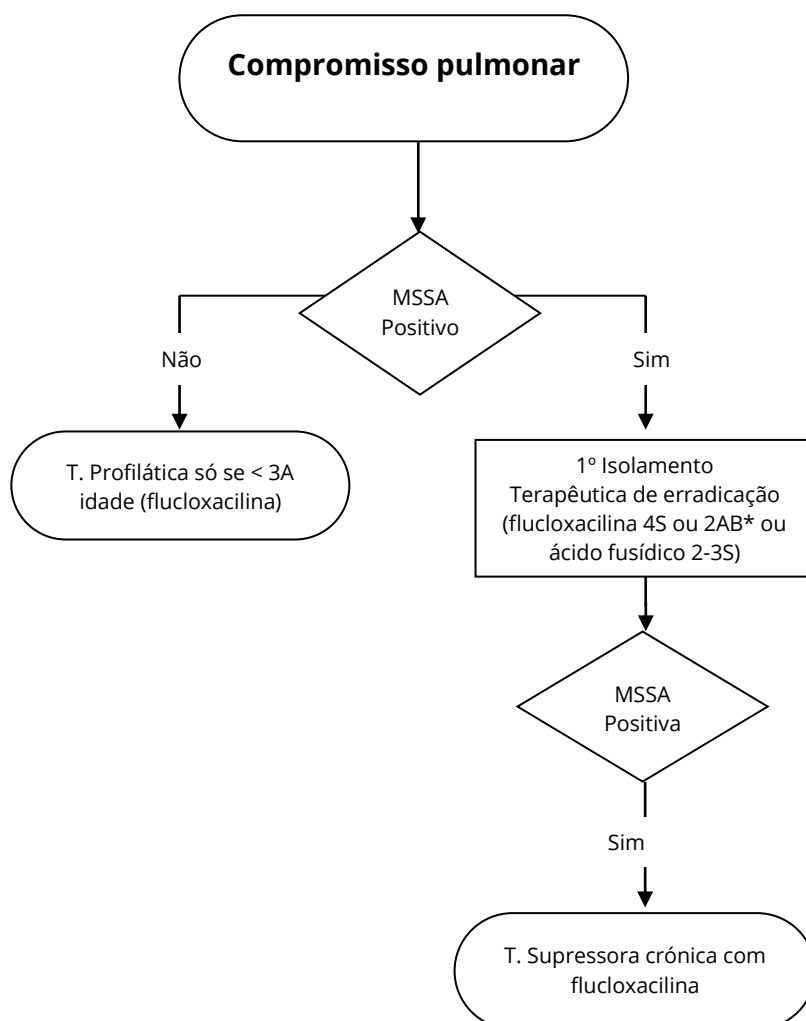 Compromisso pulmonar
MSSA
Positivo
Não
Sim
T. Profilática só se < 3A
idade (flucloxacilina)
1º Isolamento
Terapêutica de erradicação
(flucloxacilina 4S ou 2AB* ou
ácido fusídico 2-3S)
MSSA
Positiva
Sim
T. Supressora crónica com
flucloxacilina